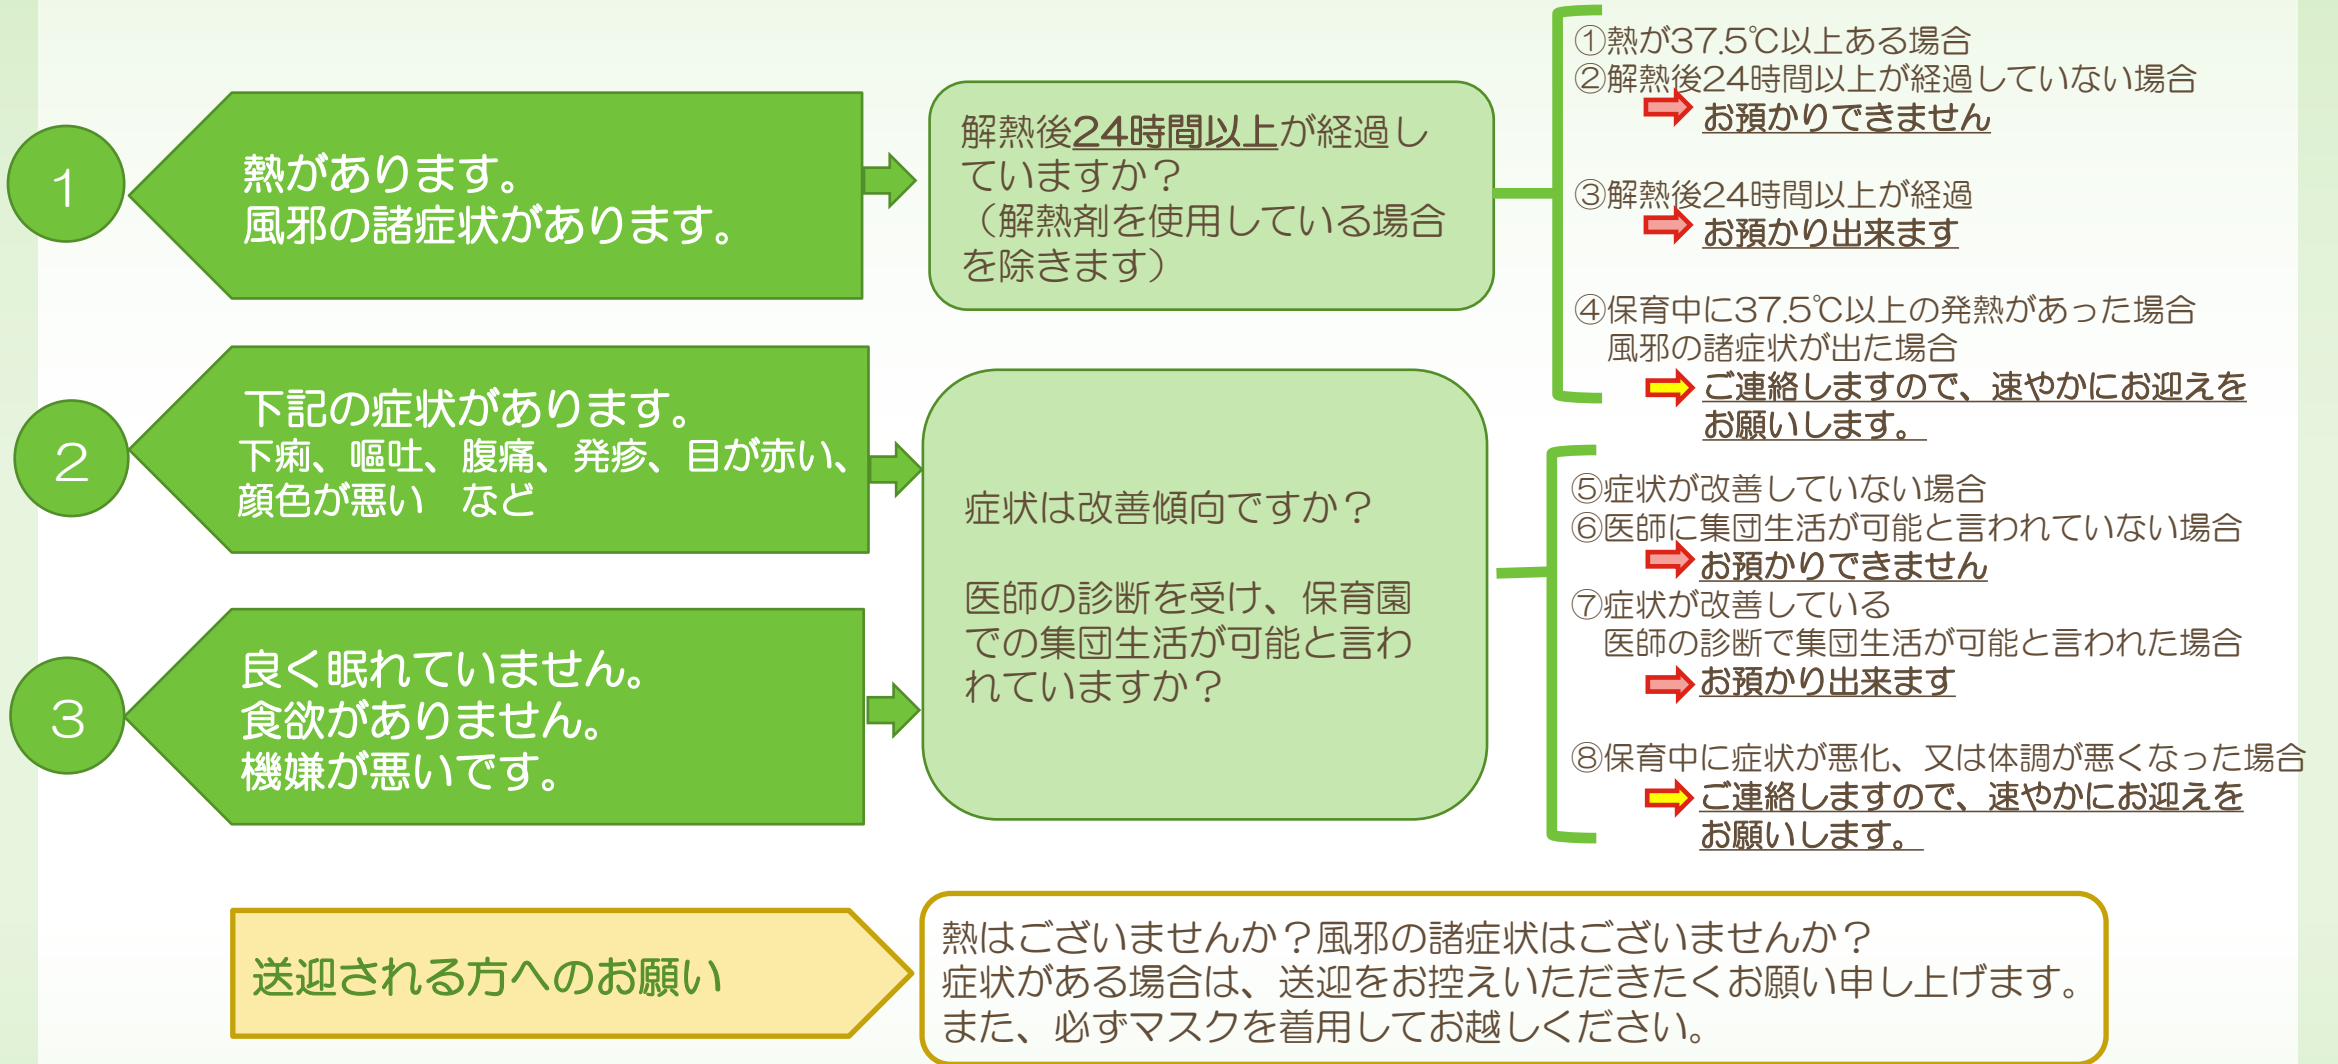 1
熱があります。
風邪の諸症状があります。
解熱後24時間以上が経過し
ていますか？
（解熱剤を使用している場合
を除きます）
①熱が37.5℃以上ある場合
②解熱後24時間以上が経過していない場合
お預かりできません
③解熱後24時間以上が経過
お預かり出来ます
④保育中に37.5℃以上の発熱があった場合
風邪の諸症状が出た場合
ご連絡しますので、速やかにお迎えを
お願いします。
2
下記の症状があります。
下痢、嘔吐、腹痛、発疹、目が赤い、
顔色が悪い　など
3
良く眠れていません。
食欲がありません。
機嫌が悪いです。
症状は改善傾向ですか？
医師の診断を受け、保育園
での集団生活が可能と言わ
れていますか？
⑤症状が改善していない場合
⑥医師に集団生活が可能と言われていない場合
お預かりできません
⑦症状が改善している
医師の診断で集団生活が可能と言われた場合
お預かり出来ます
⑧保育中に症状が悪化、又は体調が悪くなった場合
ご連絡しますので、速やかにお迎えを
お願いします。
送迎される方へのお願い
熱はございませんか？風邪の諸症状はございませんか？
症状がある場合は、送迎をお控えいただきたくお願い申し上げます。
また、必ずマスクを着用してお越しください。